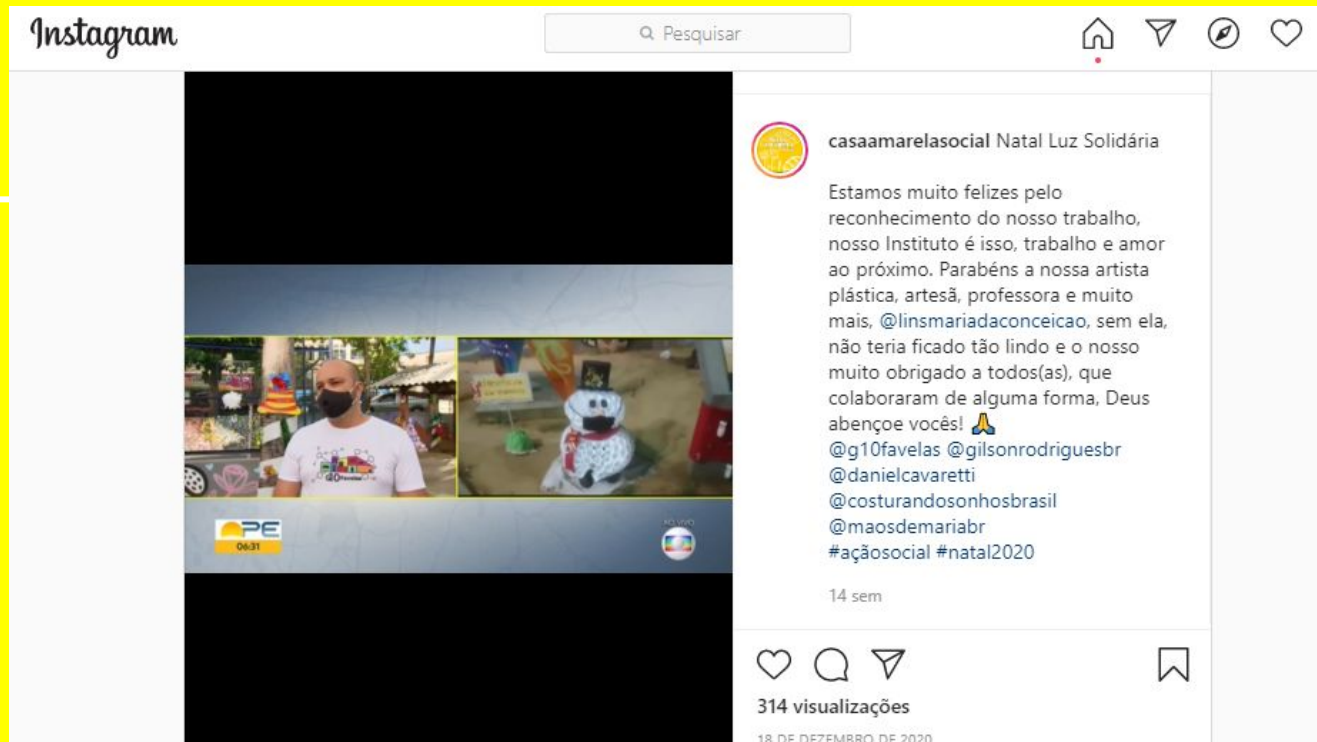 Instagram
Pesquisar
casaamarelasocial Natal Luz Solidária
Estamos muito felizes pelo
reconhecimento do nosso trabalho,
nosso Instituto é isso, trabalho e amor
ao próximo. Parabéns a nossa artista
plástica, artesã, professora e muito
mais, @linsmariadaconceicao, sem ela,
não teria ficado tão lindo e o nosso
muito obrigado a todos(as), que
colaboraram de alguma forma, Deus
abençoe vocês! 🙏
@g10favelas @gilsonrodriguesbr
@danielcavaretti
@costurandosonhosbrasil
@maosdemariabr
#açãosocial #natal2020
14 sem
314 visualizações
18 DE DEZEMBRO DE 2020
G10Favelas
PE
06:31
AO VIVO